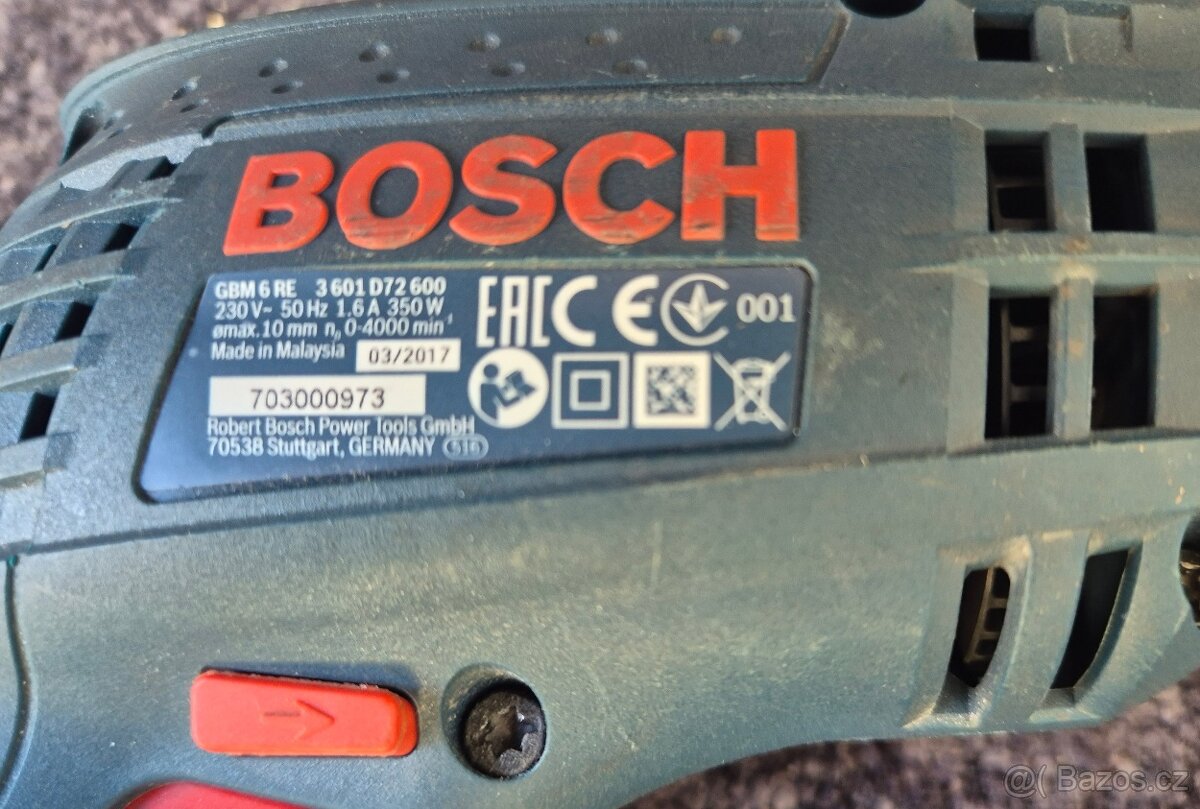 BOSCH
GBM 6 RE 3 601 D72 600
230 V~ 50 Hz 1.6 A 350 W
ømax. 10 mm n₀ 0-4000 min⁻¹
Made in Malaysia 03/2017
703000973
Robert Bosch Power Tools GmbH
70538 Stuttgart, GERMANY 516
EAC CE 001
@( Bazos.cz